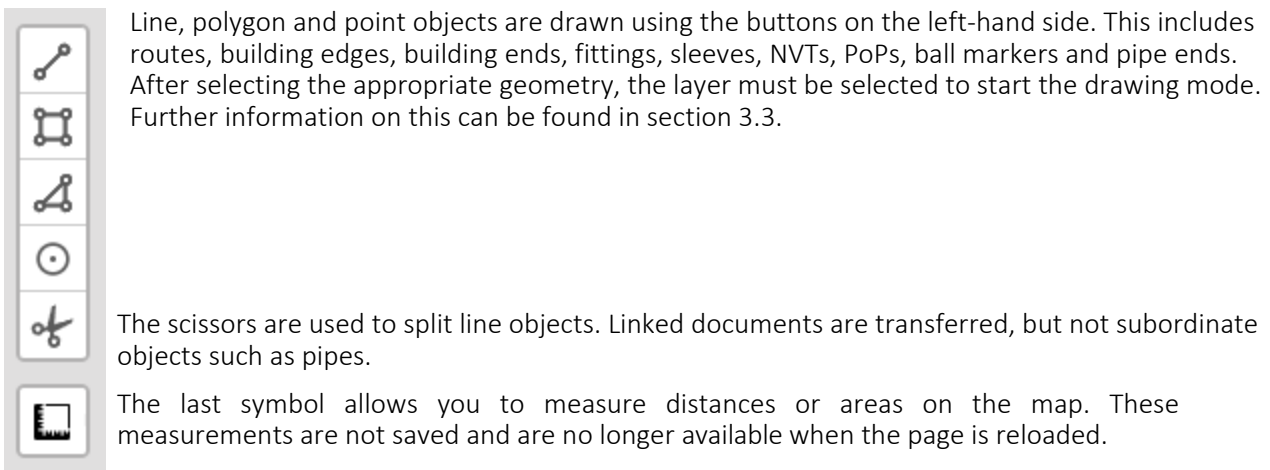 Line, polygon and point objects are drawn using the buttons on the left-hand side. This includes
routes, building edges, building ends, fittings, sleeves, NVTs, PoPs, ball markers and pipe ends.
After selecting the appropriate geometry, the layer must be selected to start the drawing mode.
Further information on this can be found in section 3.3.
The scissors are used to split line objects. Linked documents are transferred, but not subordinate
objects such as pipes.
The last symbol allows you to measure distances or areas on the map. These
measurements are not saved and are no longer available when the page is reloaded.